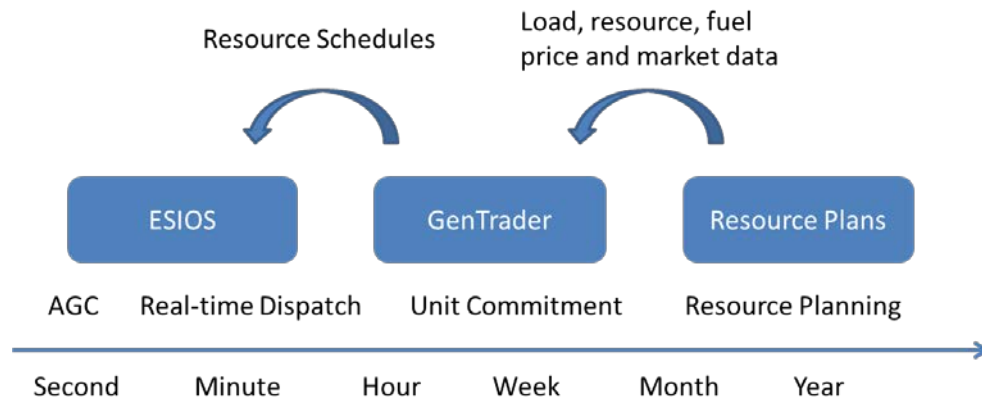 Resource Schedules
Load, resource, fuel
price and market data
ESIOS
GenTrader
Resource Plans
AGC
Real-time Dispatch
Unit Commitment
Resource Planning
Second
Minute
Hour
Week
Month
Year